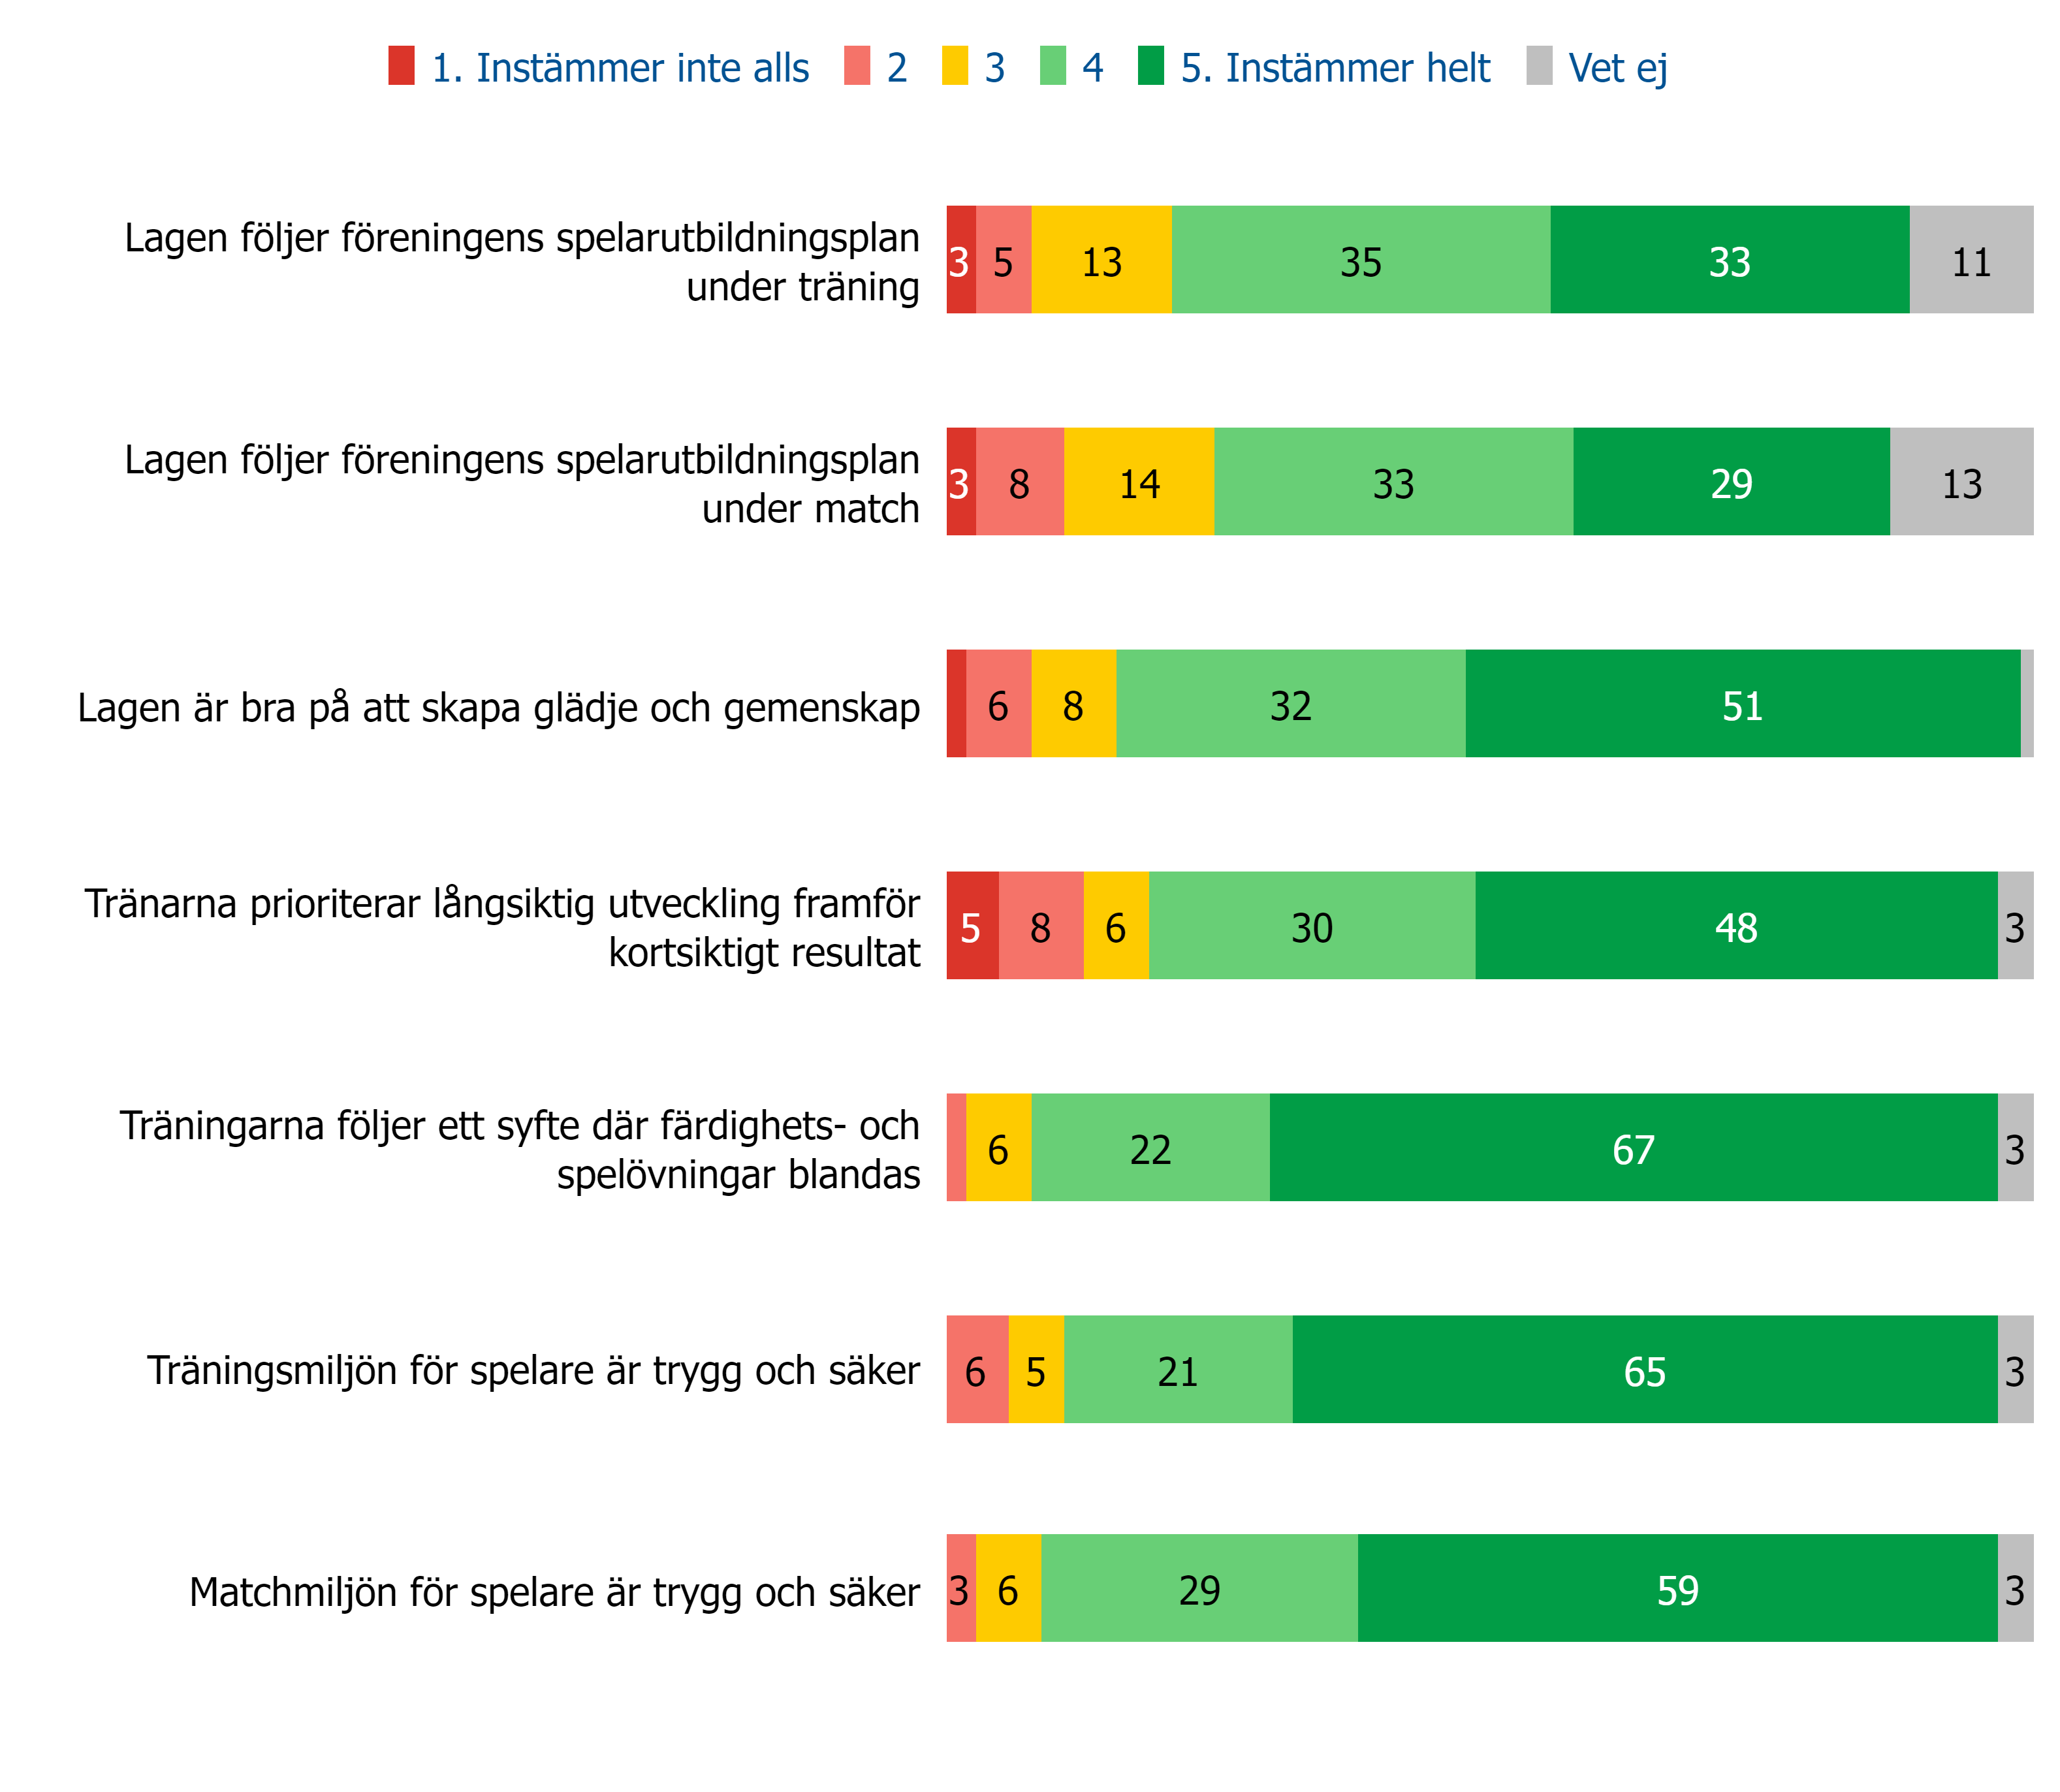 1. Instämmer inte alls 2 3 4 5. Instämmer helt Vet ej
Lagen följer föreningens spelarutbildningsplan
under träning
3 5 13 35 33 11
Lagen följer föreningens spelarutbildningsplan
under match
3 8 14 33 29 13
Lagen är bra på att skapa glädje och gemenskap
6 8 32 51
Tränarna prioriterar långsiktig utveckling framför
kortsiktigt resultat
5 8 6 30 48 3
Träningarna följer ett syfte där färdighets- och
spelövningar blandas
6 22 67 3
Träningsmiljön för spelare är trygg och säker
6 5 21 65 3
Matchmiljön för spelare är trygg och säker
3 6 29 59 3